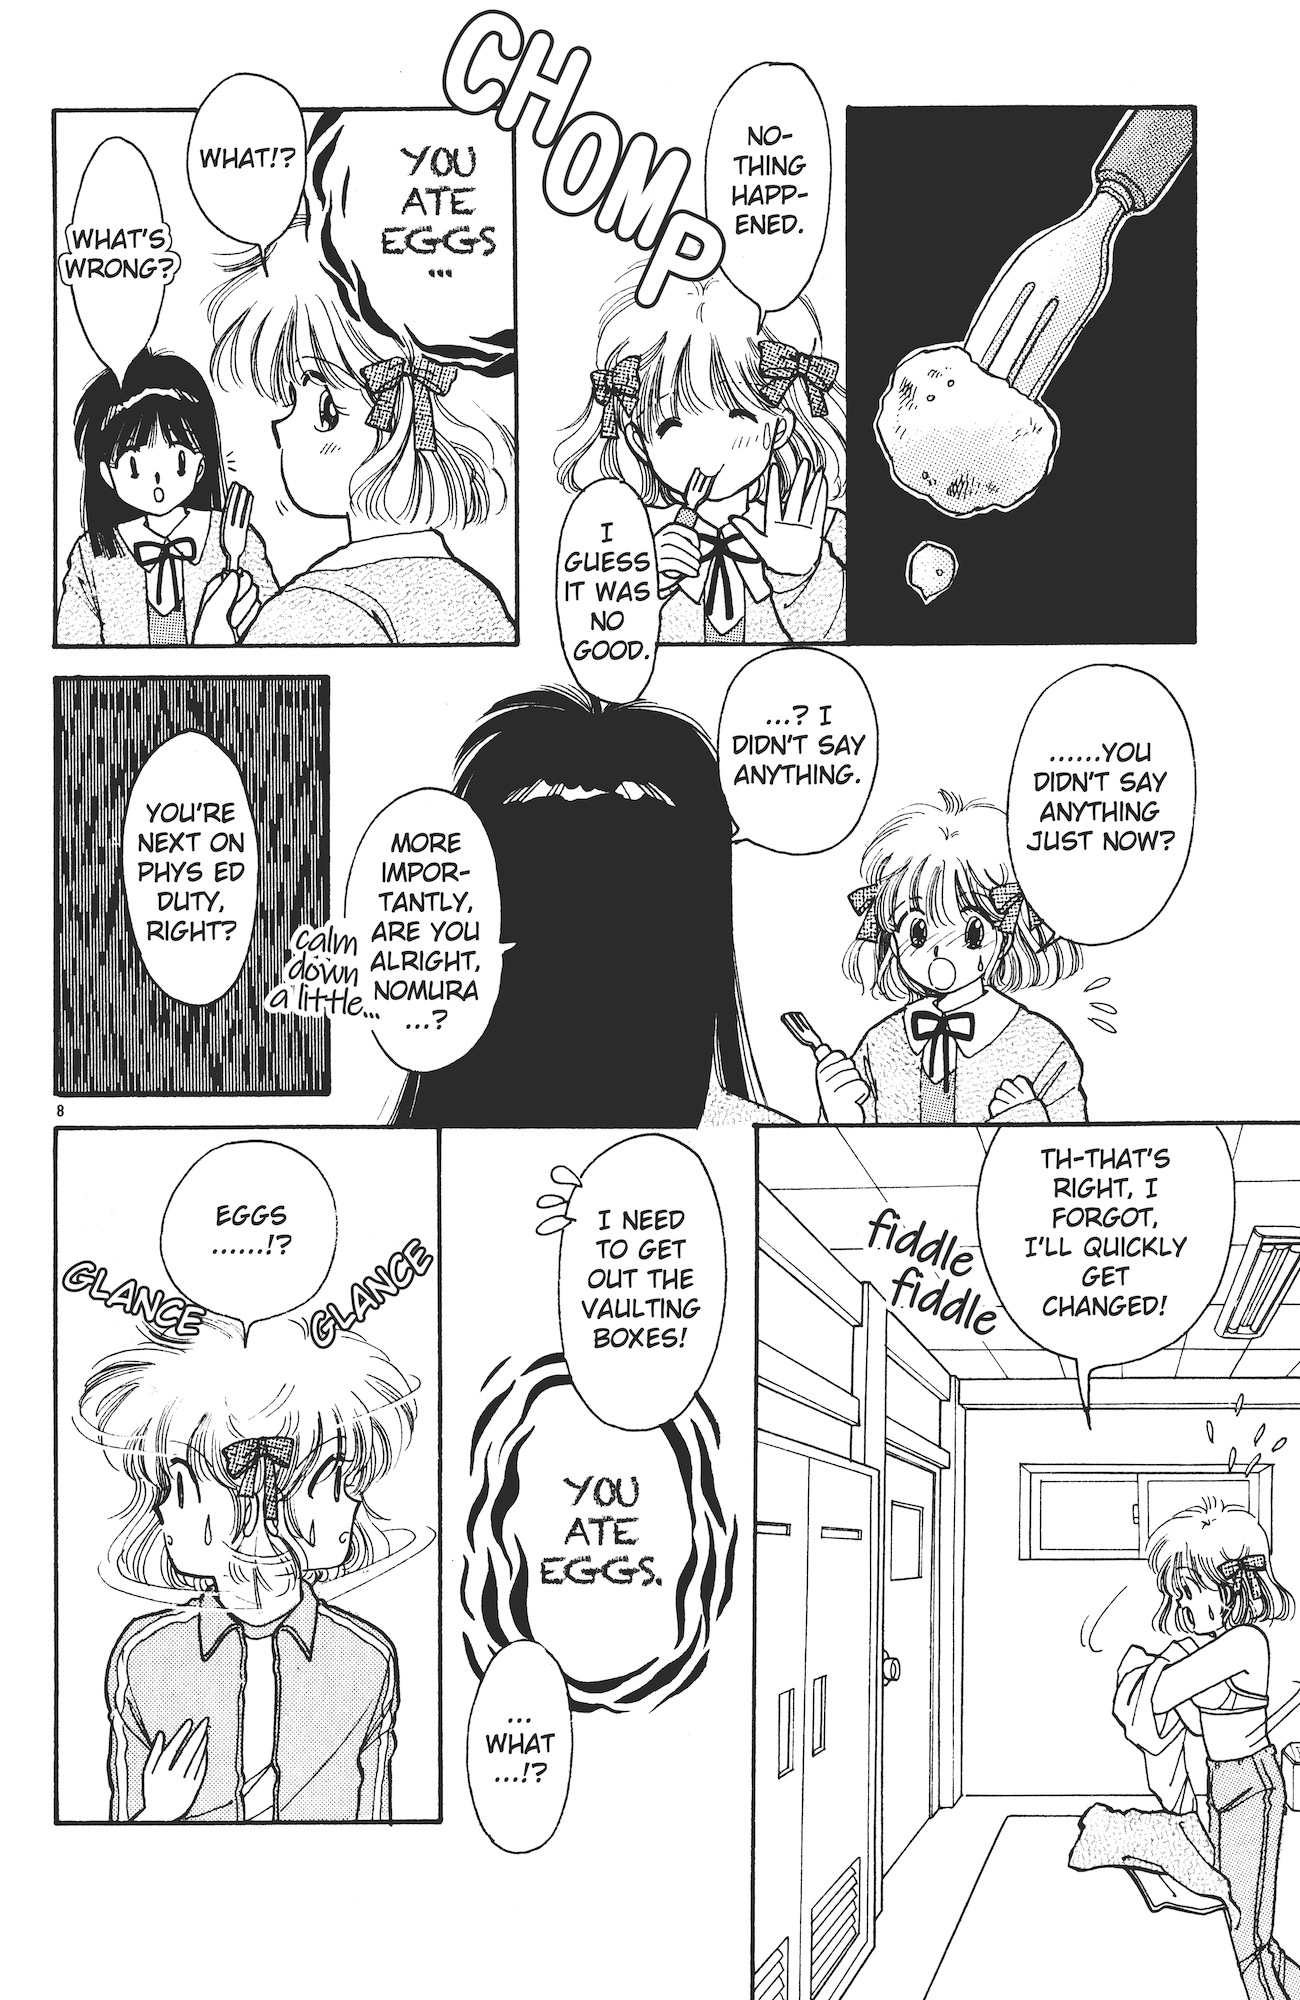 CHOMP
NO-
THING
HAPP-
ENED.
I
GUESS
IT WAS
NO
GOOD.
YOU
ATE
EGGS
...
WHAT!?
WHAT'S
WRONG?
......YOU
DIDN'T SAY
ANYTHING
JUST NOW?
...? I
DIDN'T SAY
ANYTHING.
MORE
IMPOR-
TANTLY,
ARE YOU
ALRIGHT,
NOMURA
...?
calm
down
a little...
YOU'RE
NEXT ON
PHYS ED
DUTY,
RIGHT?
8
TH-THAT'S
RIGHT, I
FORGOT,
I'LL QUICKLY
GET
CHANGED!
fiddle
fiddle
I NEED
TO GET
OUT THE
VAULTING
BOXES!
YOU
ATE
EGGS.
...
WHAT
...!?
EGGS
......!?
GLANCE
GLANCE